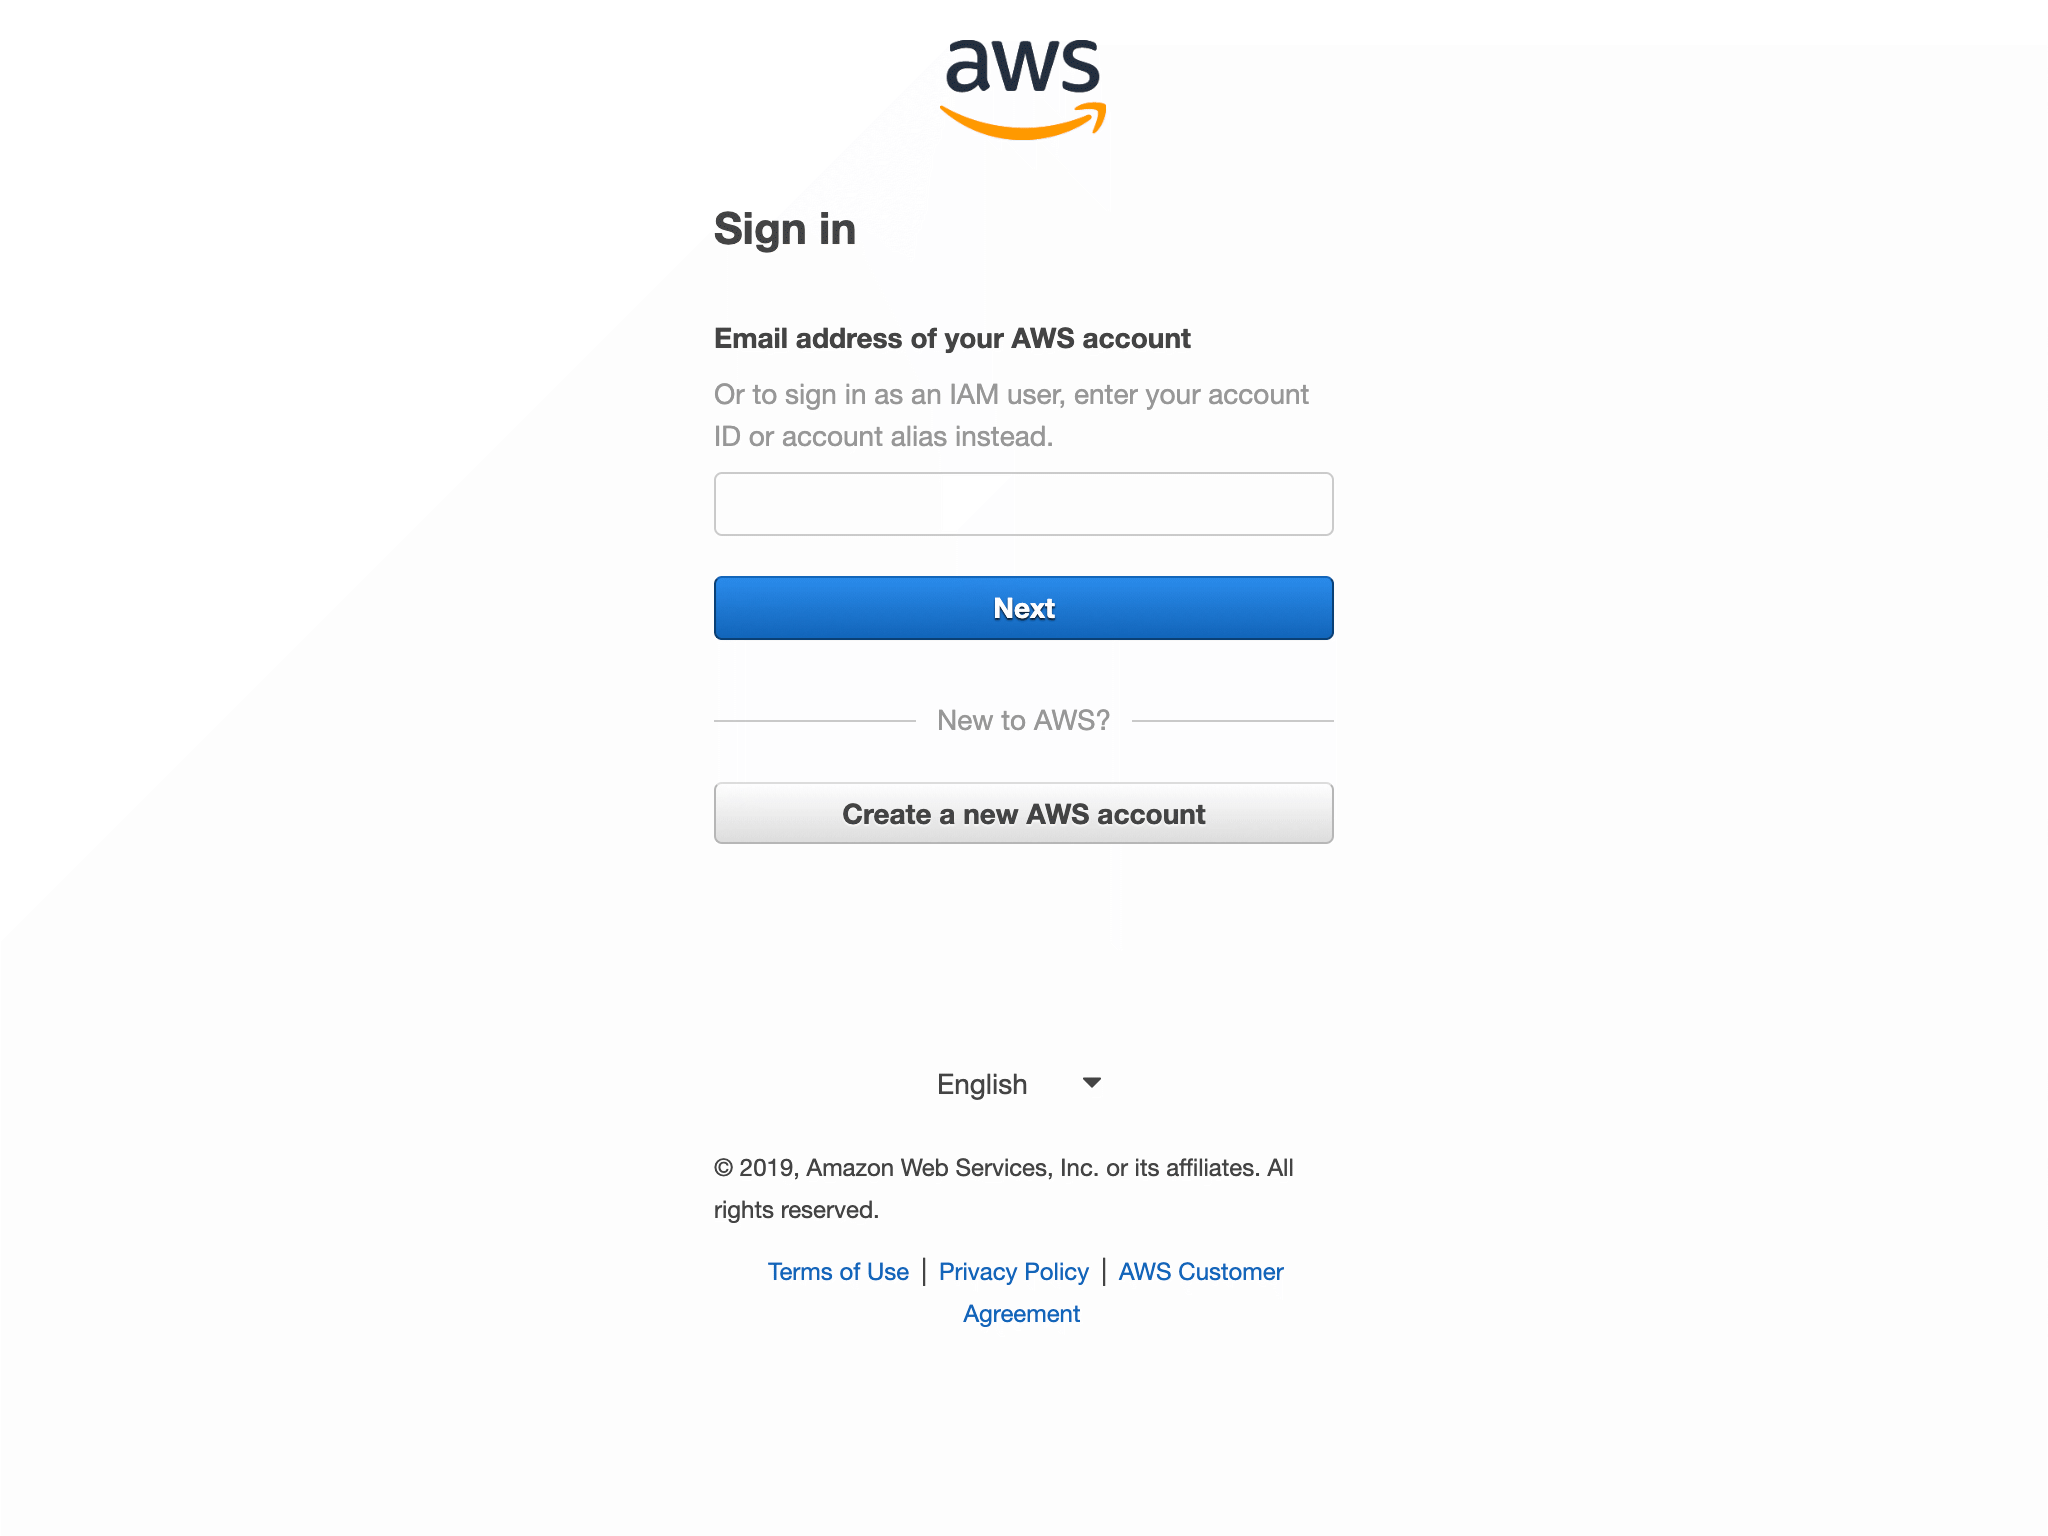 aws
Sign in
Email address of your AWS account
Or to sign in as an IAM user, enter your account
ID or account alias instead.
Next
New to AWS?
Create a new AWS account
English
© 2019, Amazon Web Services, Inc. or its affiliates. All
rights reserved.
Terms of Use | Privacy Policy | AWS Customer
Agreement